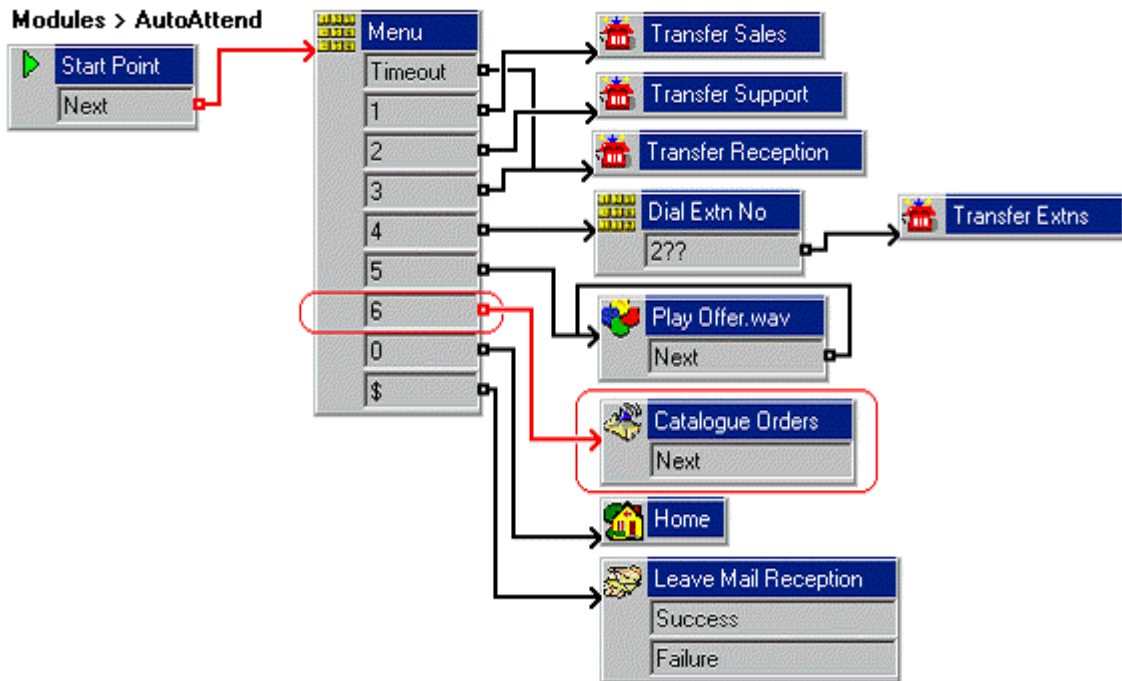 Modules > AutoAttend
Start Point
Next
Menu
Timeout
1
2
3
4
5
6
0
$
Transfer Sales
Transfer Support
Transfer Reception
Dial Extn No
2??
Transfer Extns
Play Offer.wav
Next
Catalogue Orders
Next
Home
Leave Mail Reception
Success
Failure